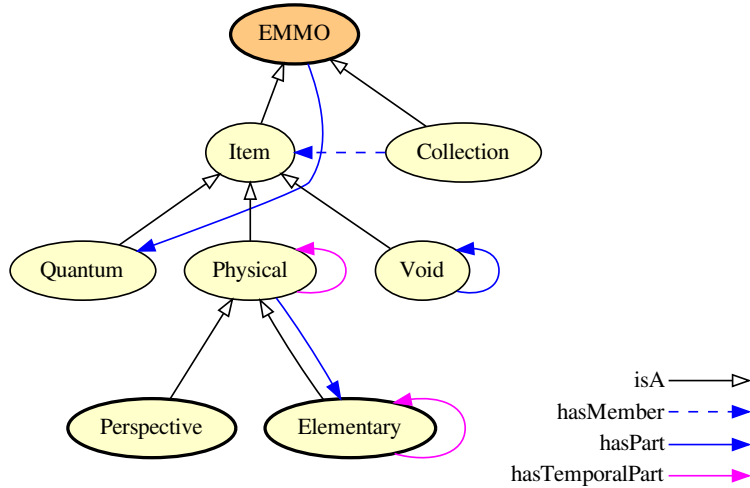 EMMO
Item
Collection
Quantum
Physical
Void
Perspective
Elementary
isA
hasMember
hasPart
hasTemporalPart